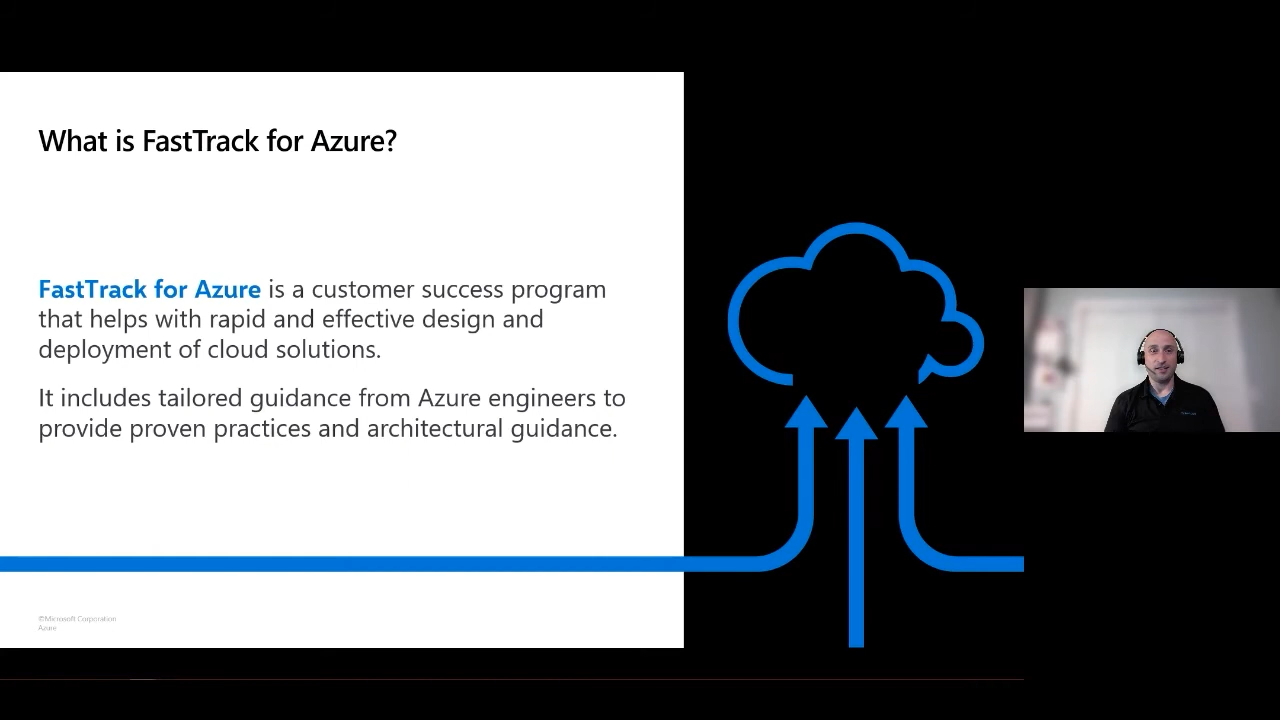 What is FastTrack for Azure?
FastTrack for Azure is a customer success program
that helps with rapid and effective design and
deployment of cloud solutions.
It includes tailored guidance from Azure engineers to
provide proven practices and architectural guidance.
©Microsoft Corporation
Azure